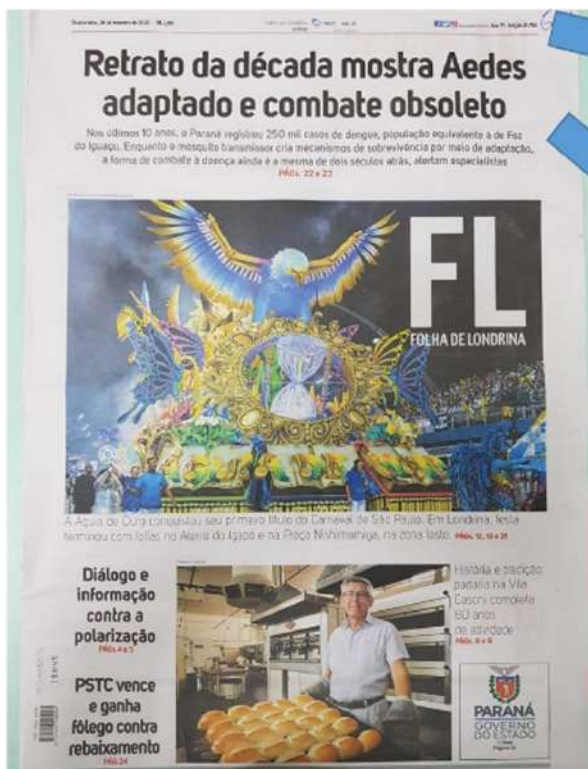 Retrato da década mostra Aedes
adaptado e combate obsoleto
Nos últimos 10 anos, o Paraná registrou 250 mil casos de dengue, população equivalente à de Foz
do Iguaçu. Enquanto o mosquito transmissor cria mecanismos de sobrevivência por meio de adaptação,
a forma de combate à doença ainda é a mesma de dois séculos atrás, alertam especialistas
PÁGs. 22 e 23
FL
FOLHA DE LONDRINA
A Águia de Ouro conquistou seu primeiro título do Carnaval de São Paulo. Em Londrina, festa
terminou com folias no Aterro do Igapó e na Praça Nishinomiya, na zona leste.
Diálogo e
informação
contra a
polarização
PÁGs. 4 e 5
PSTC vence
e ganha
fôlego contra
rebaixamento
PÁG. 24
História e tradição:
padaria na Vila
Casoni completa
60 anos
de atividade
PARANÁ
GOVERNO
DO ESTADO